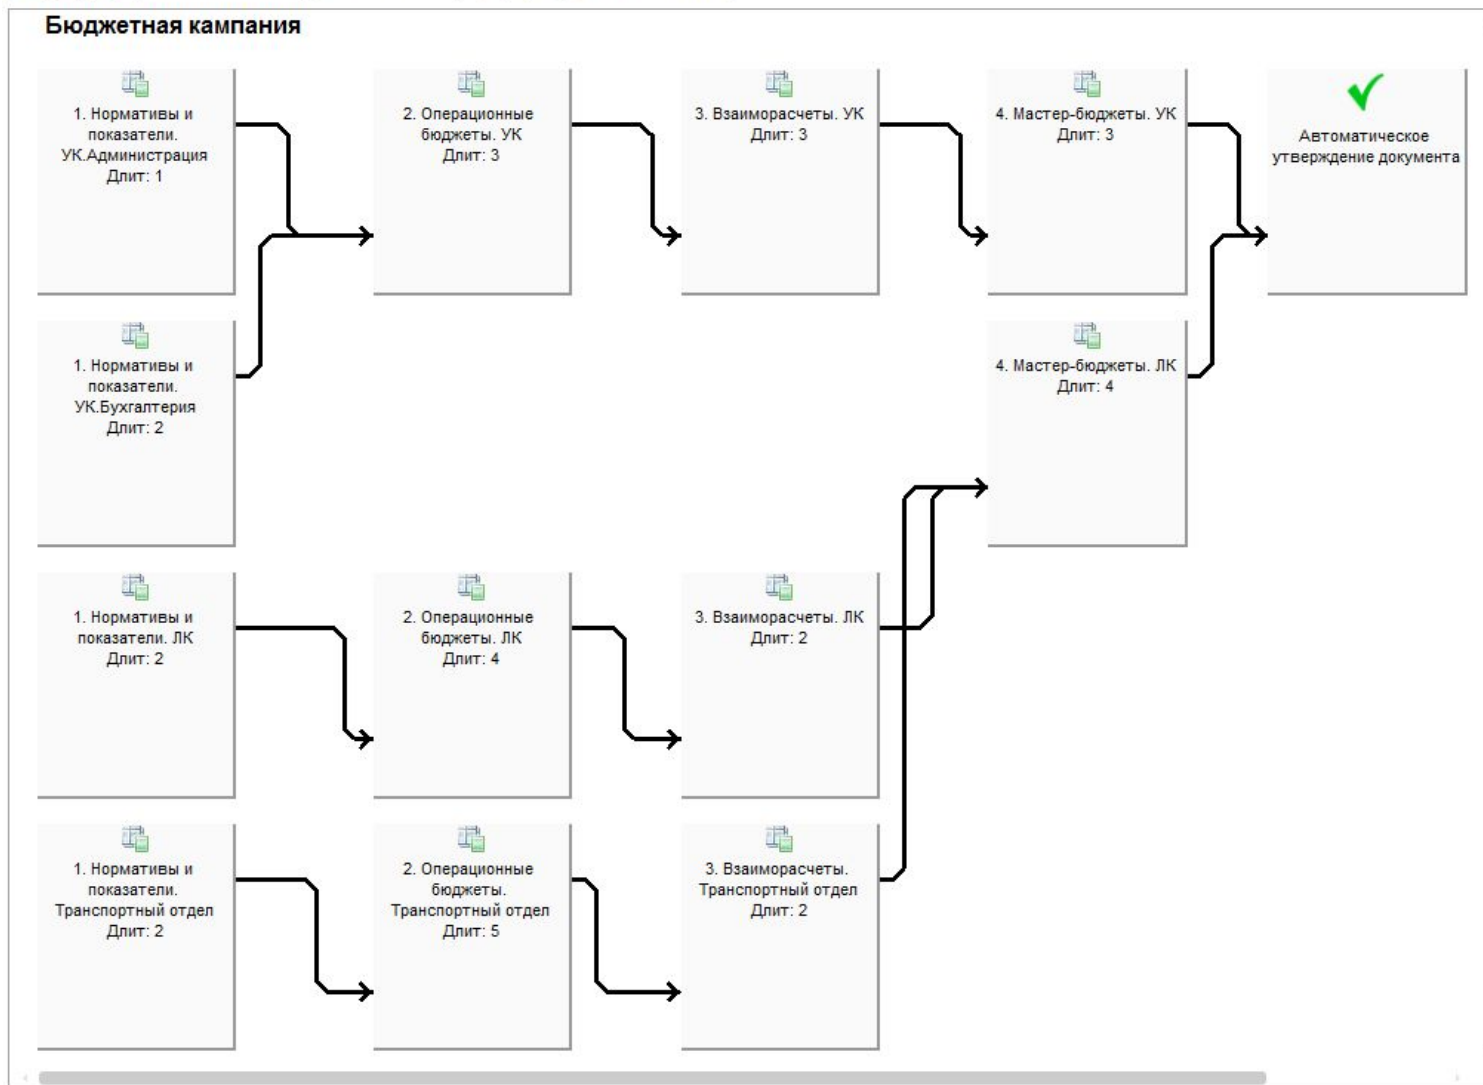 Бюджетная кампания
1. Нормативы и
показатели.
УК.Администрация
Длит: 1
2. Операционные
бюджеты. УК
Длит: 3
3. Взаиморасчеты. УК
Длит: 3
4. Мастер-бюджеты. УК
Длит: 3
Автоматическое
утверждение документа
1. Нормативы и
показатели.
УК.Бухгалтерия
Длит: 2
4. Мастер-бюджеты. ЛК
Длит: 4
1. Нормативы и
показатели. ЛК
Длит: 2
2. Операционные
бюджеты. ЛК
Длит: 4
3. Взаиморасчеты. ЛК
Длит: 2
1. Нормативы и
показатели.
Транспортный отдел
Длит: 2
2. Операционные
бюджеты.
Транспортный отдел
Длит: 5
3. Взаиморасчеты.
Транспортный отдел
Длит: 2